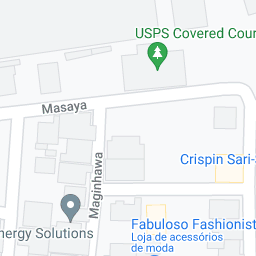 USPS Covered Cour
Masaya
Crispin Sari-S
Maginhawa
nergy Solutions
Fabuloso Fashionist
Loja de acessórios
de moda